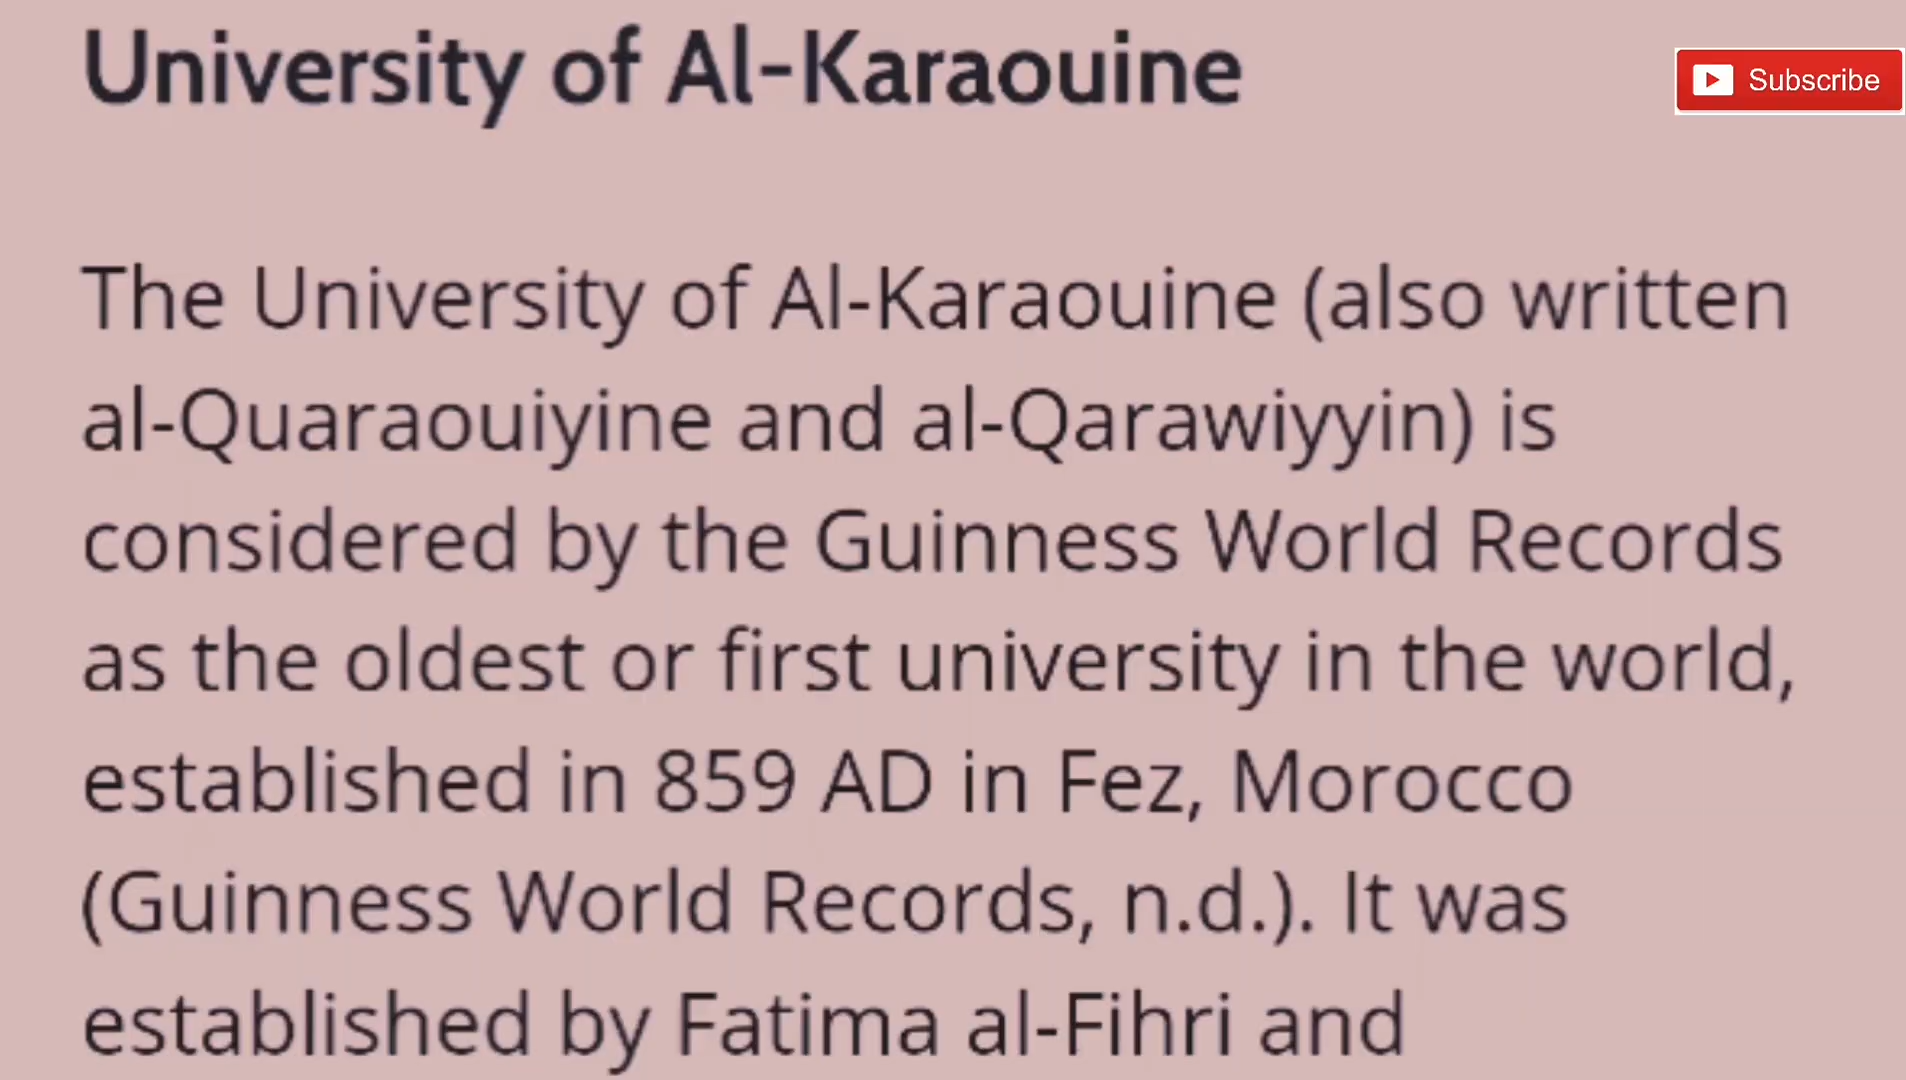 University of Al-Karaouine
Subscribe
The University of Al-Karaouine (also written
al-Quaraouiyine and al-Qarawiyyin) is
considered by the Guinness World Records
as the oldest or first university in the world,
established in 859 AD in Fez, Morocco
(Guinness World Records, n.d.). It was
established by Fatima al-Fihri and